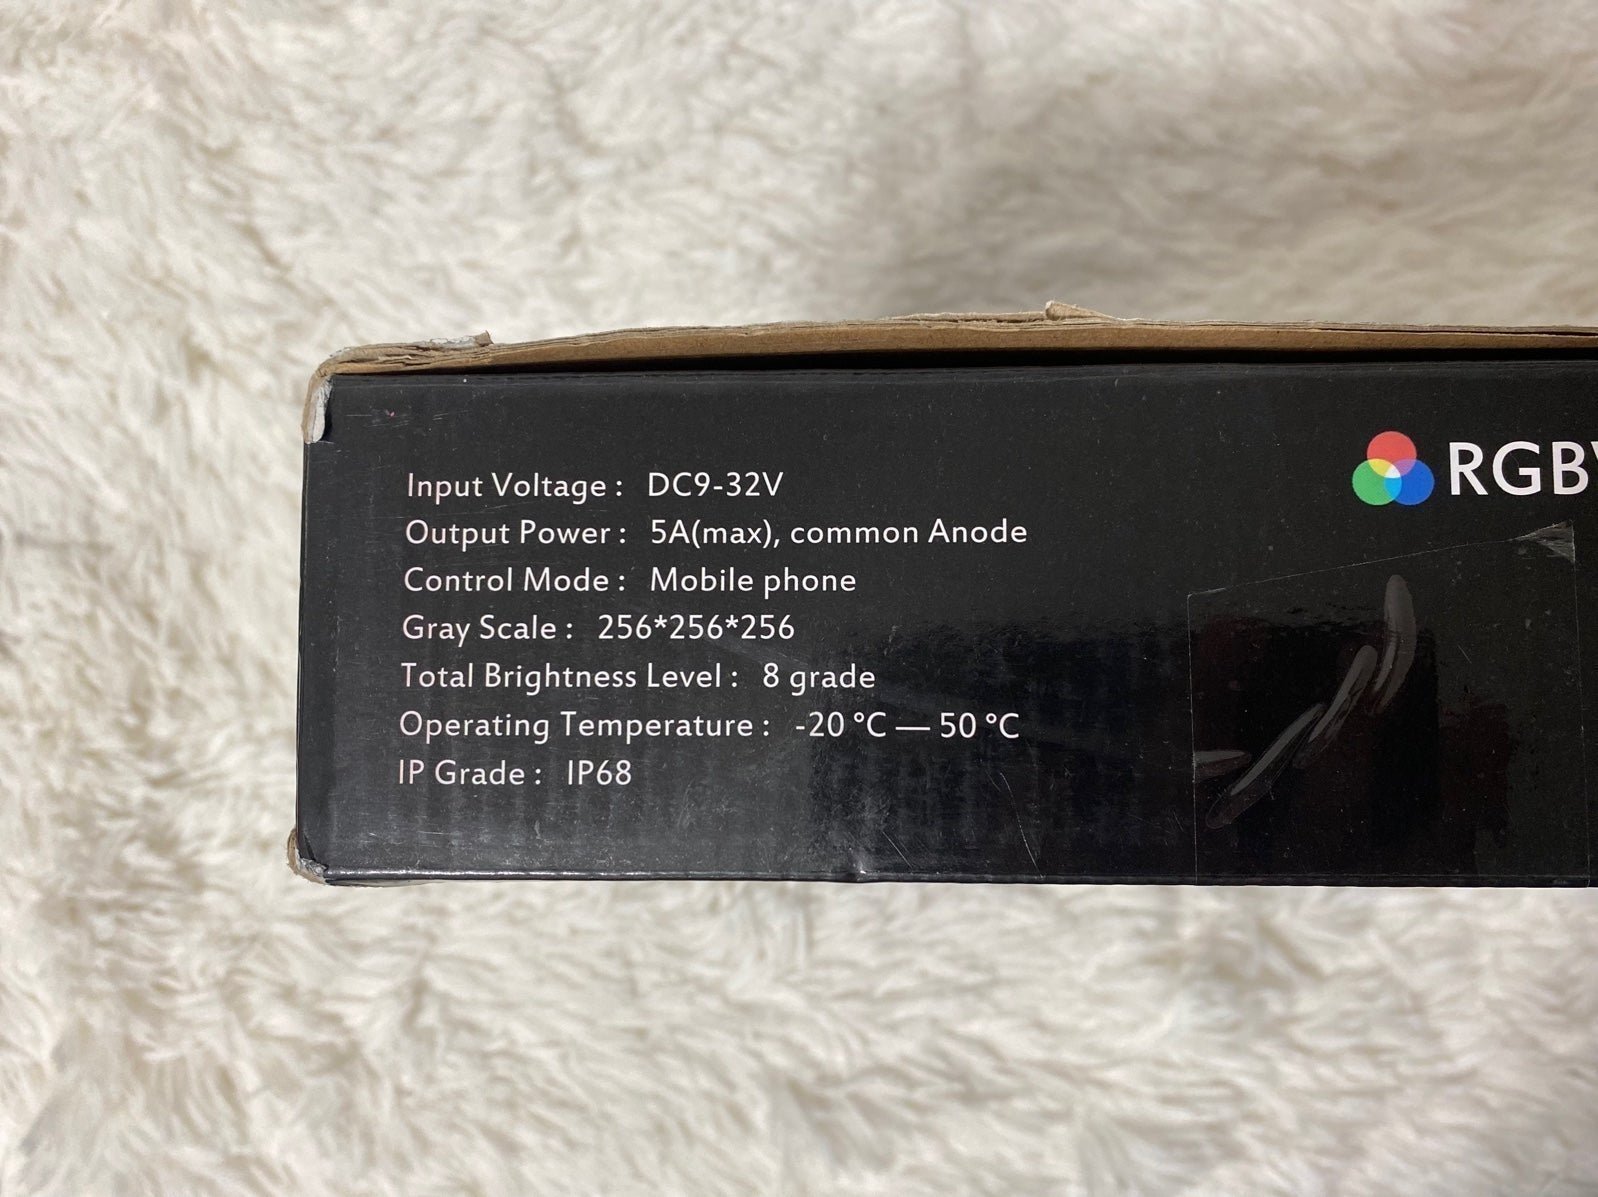 Input Voltage : DC9-32V
Output Power : 5A(max), common Anode
Control Mode : Mobile phone
Gray Scale : 256*256*256
Total Brightness Level : 8 grade
Operating Temperature : -20 °C — 50 °C
IP Grade : IP68
RGB